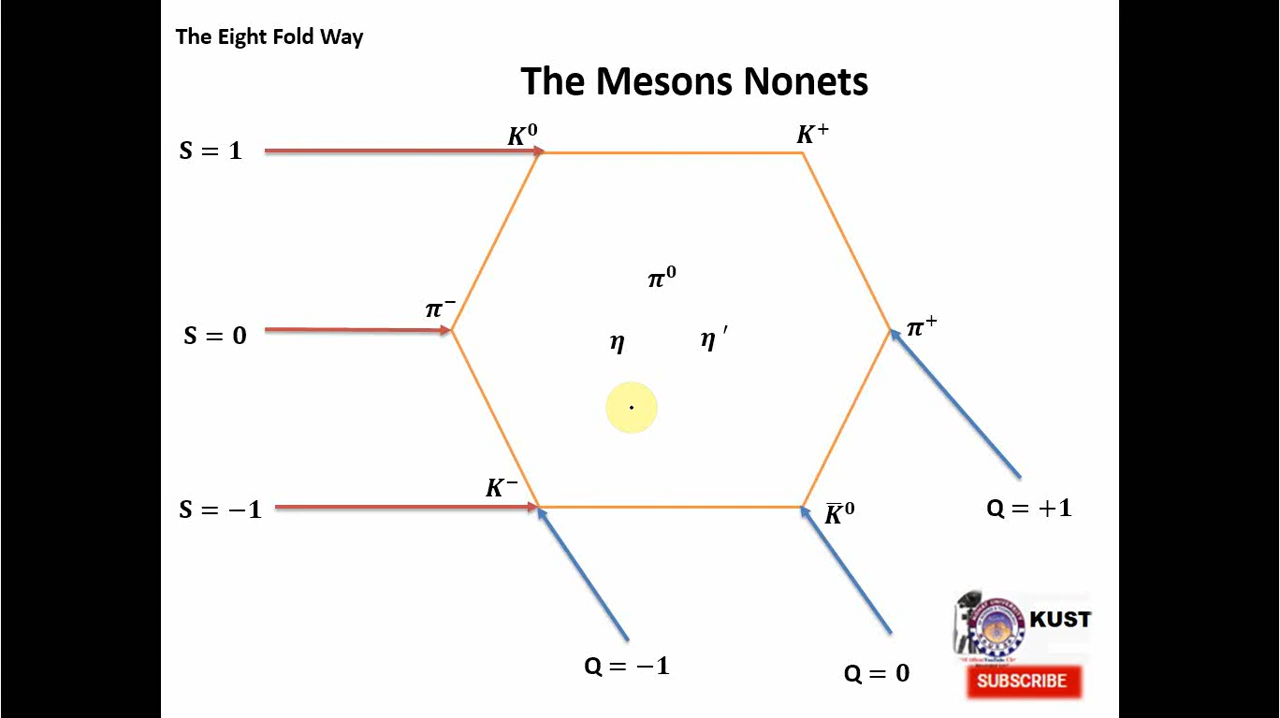 The Eight Fold Way
The Mesons Nonets
K⁰
K⁺
S = 1
π⁰
π⁻
π⁺
S = 0
η
η ′
K⁻
K̅⁰
S = −1
Q = +1
KUST
Q = −1
Q = 0
SUBSCRIBE